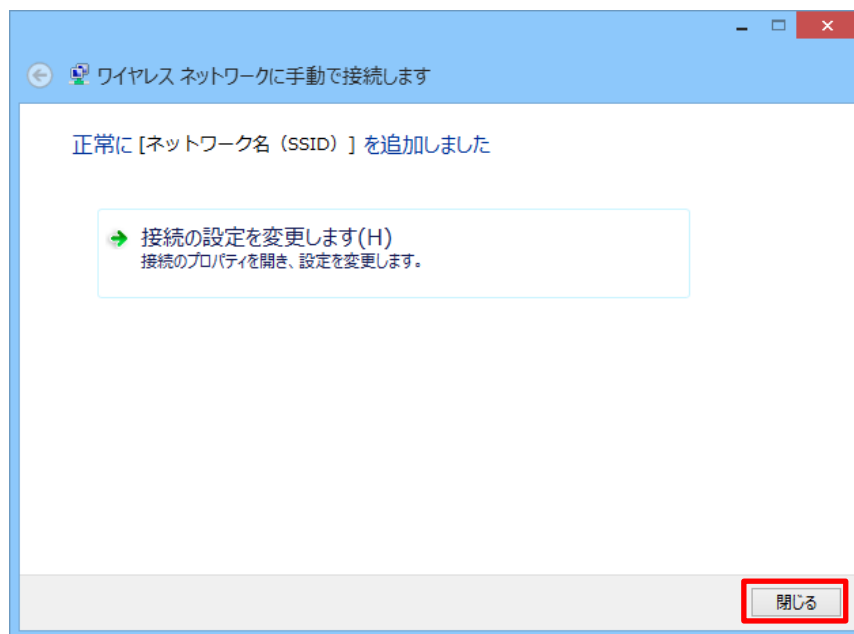 ワイヤレス ネットワークに手動で接続します
正常に [ネットワーク名（SSID）] を追加しました
接続の設定を変更します(H)
接続のプロパティを開き、設定を変更します。
閉じる